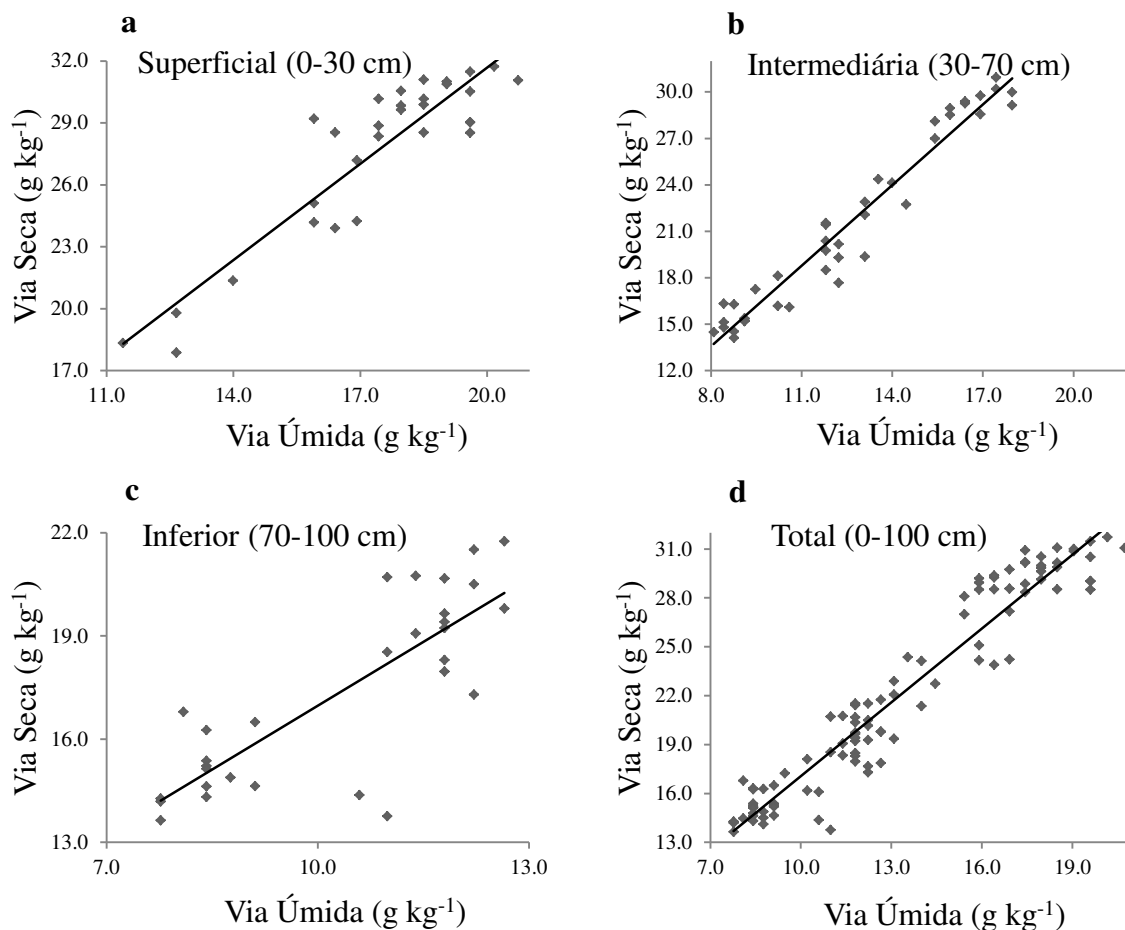 a
Superficial (0-30 cm)
32.0
29.0
26.0
23.0
20.0
17.0
11.0 14.0 17.0 20.0
Via Seca (g kg-1)
Via Úmida (g kg-1)
b
Intermediária (30-70 cm)
30.0
27.0
24.0
21.0
18.0
15.0
12.0
8.0 11.0 14.0 17.0 20.0
Via Seca (g kg-1)
Via Úmida (g kg-1)
c
Inferior (70-100 cm)
22.0
19.0
16.0
13.0
7.0 10.0 13.0
Via Seca (g kg-1)
Via Úmida (g kg-1)
d
Total (0-100 cm)
31.0
28.0
25.0
22.0
19.0
16.0
13.0
7.0 10.0 13.0 16.0 19.0
Via Seca (g kg-1)
Via Úmida (g kg-1)